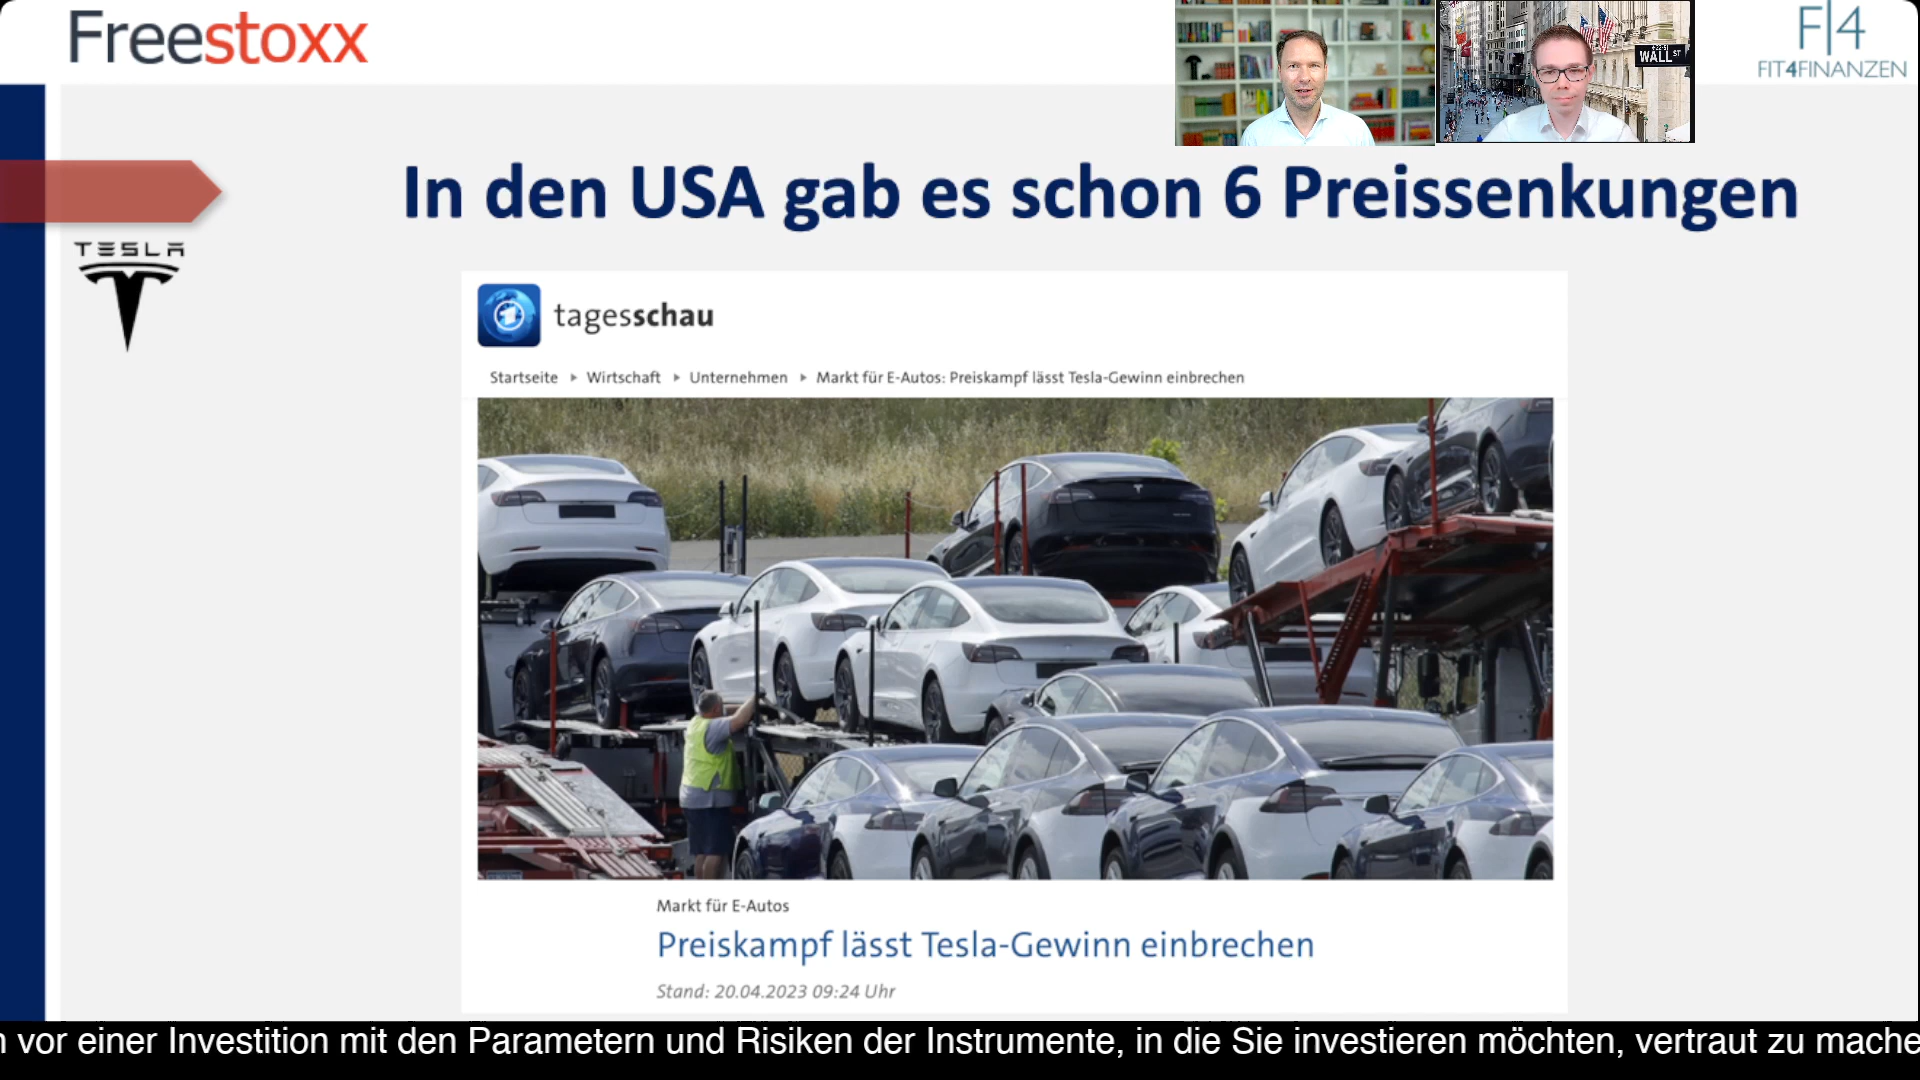 Freestoxx
WALL ST
F|4
FIT4FINANZEN
In den USA gab es schon 6 Preissenkungen
TESLA
tagesschau
Startseite ▸ Wirtschaft ▸ Unternehmen ▸ Markt für E-Autos: Preiskampf lässt Tesla-Gewinn einbrechen
Markt für E-Autos
Preiskampf lässt Tesla-Gewinn einbrechen
Stand: 20.04.2023 09:24 Uhr
vor einer Investition mit den Parametern und Risiken der Instrumente, in die Sie investieren möchten, vertraut zu mache